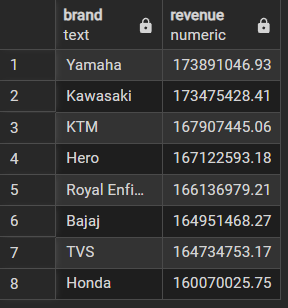 brand revenue
text numeric
1 Yamaha 173891046.93
2 Kawasaki 173475428.41
3 KTM 167907445.06
4 Hero 167122593.18
5 Royal Enfi... 166136979.21
6 Bajaj 164951468.27
7 TVS 164734753.17
8 Honda 160070025.75